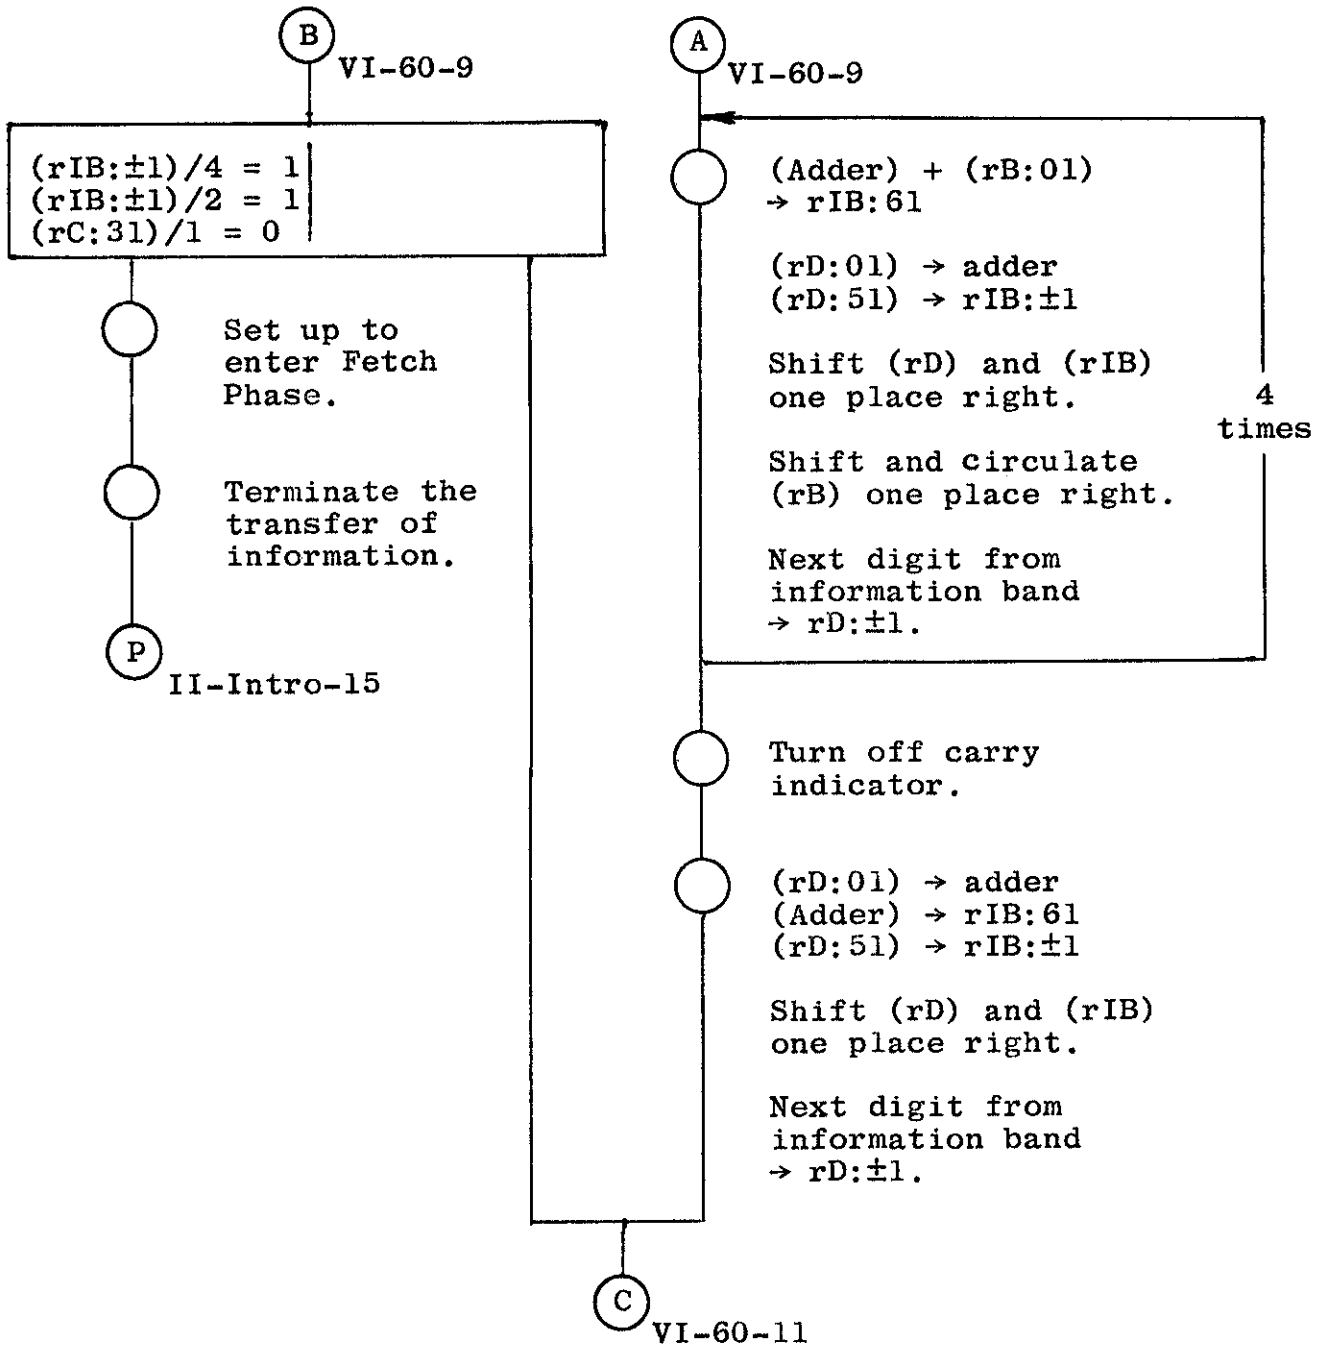 B
VI-60-9
(rIB:±1)/4 = 1
(rIB:±1)/2 = 1
(rC:31)/1 = 0
Set up to
enter Fetch
Phase.
Terminate the
transfer of
information.
P
II-Intro-15
A
VI-60-9
(Adder) + (rB:01)
→ rIB:61
(rD:01) → adder
(rD:51) → rIB:±1
Shift (rD) and (rIB)
one place right.
Shift and circulate
(rB) one place right.
Next digit from
information band
→ rD:±1.
4
times
Turn off carry
indicator.
(rD:01) → adder
(Adder) → rIB:61
(rD:51) → rIB:±1
Shift (rD) and (rIB)
one place right.
Next digit from
information band
→ rD:±1.
C
VI-60-11